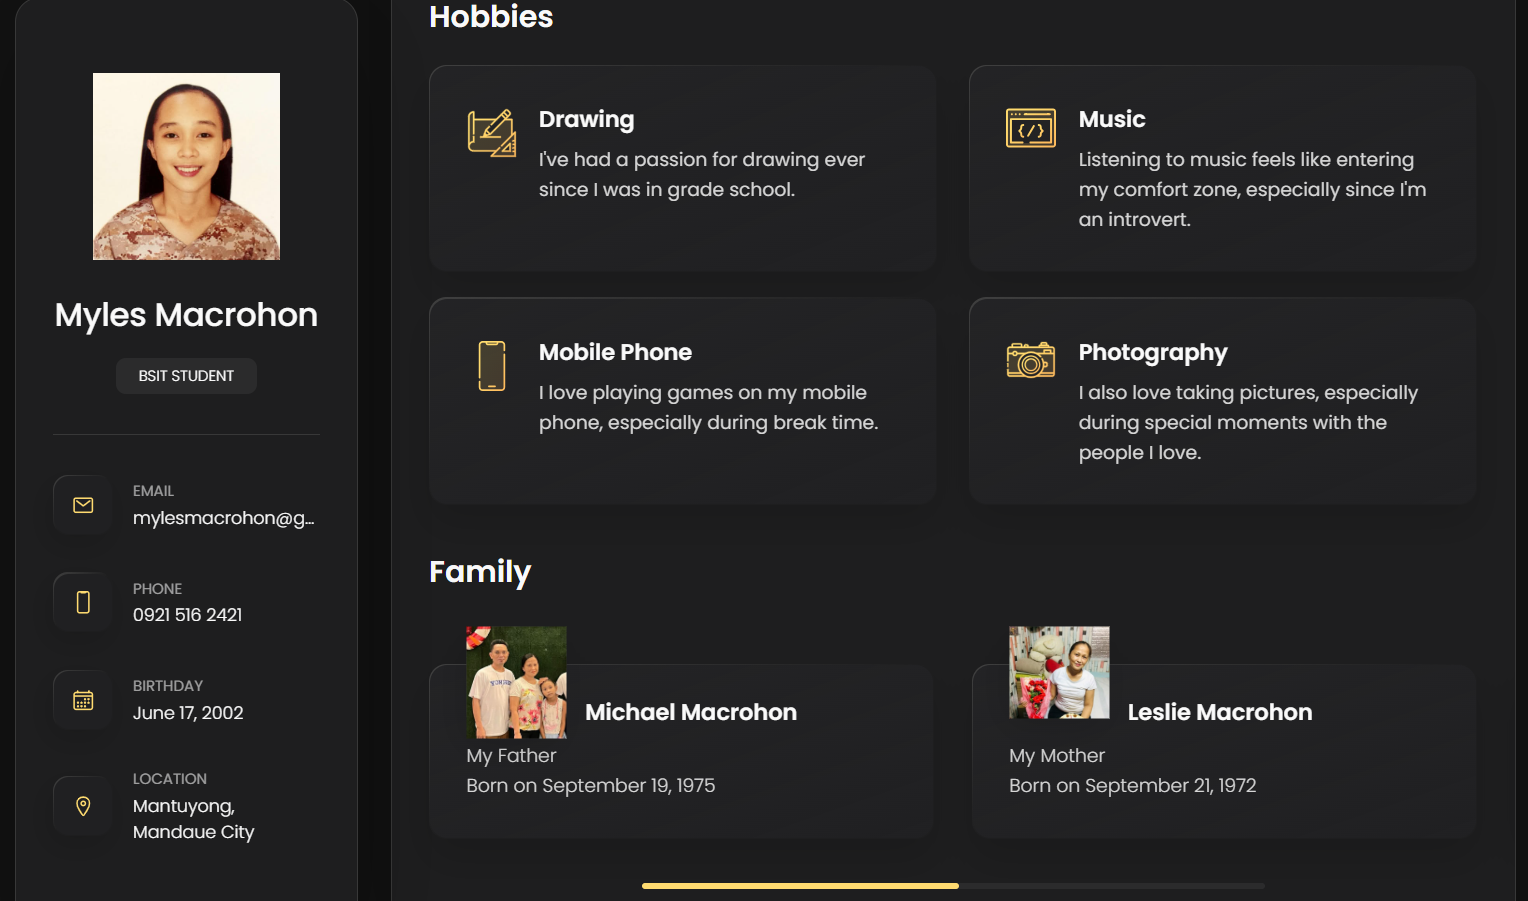 Myles Macrohon
BSIT STUDENT
EMAIL
mylesmacrohon@g...
PHONE
0921 516 2421
BIRTHDAY
June 17, 2002
LOCATION
Mantuyong,
Mandaue City
Hobbies
Drawing
I've had a passion for drawing ever
since I was in grade school.
Music
Listening to music feels like entering
my comfort zone, especially since I'm
an introvert.
Mobile Phone
I love playing games on my mobile
phone, especially during break time.
Photography
I also love taking pictures, especially
during special moments with the
people I love.
Family
Michael Macrohon
My Father
Born on September 19, 1975
Leslie Macrohon
My Mother
Born on September 21, 1972